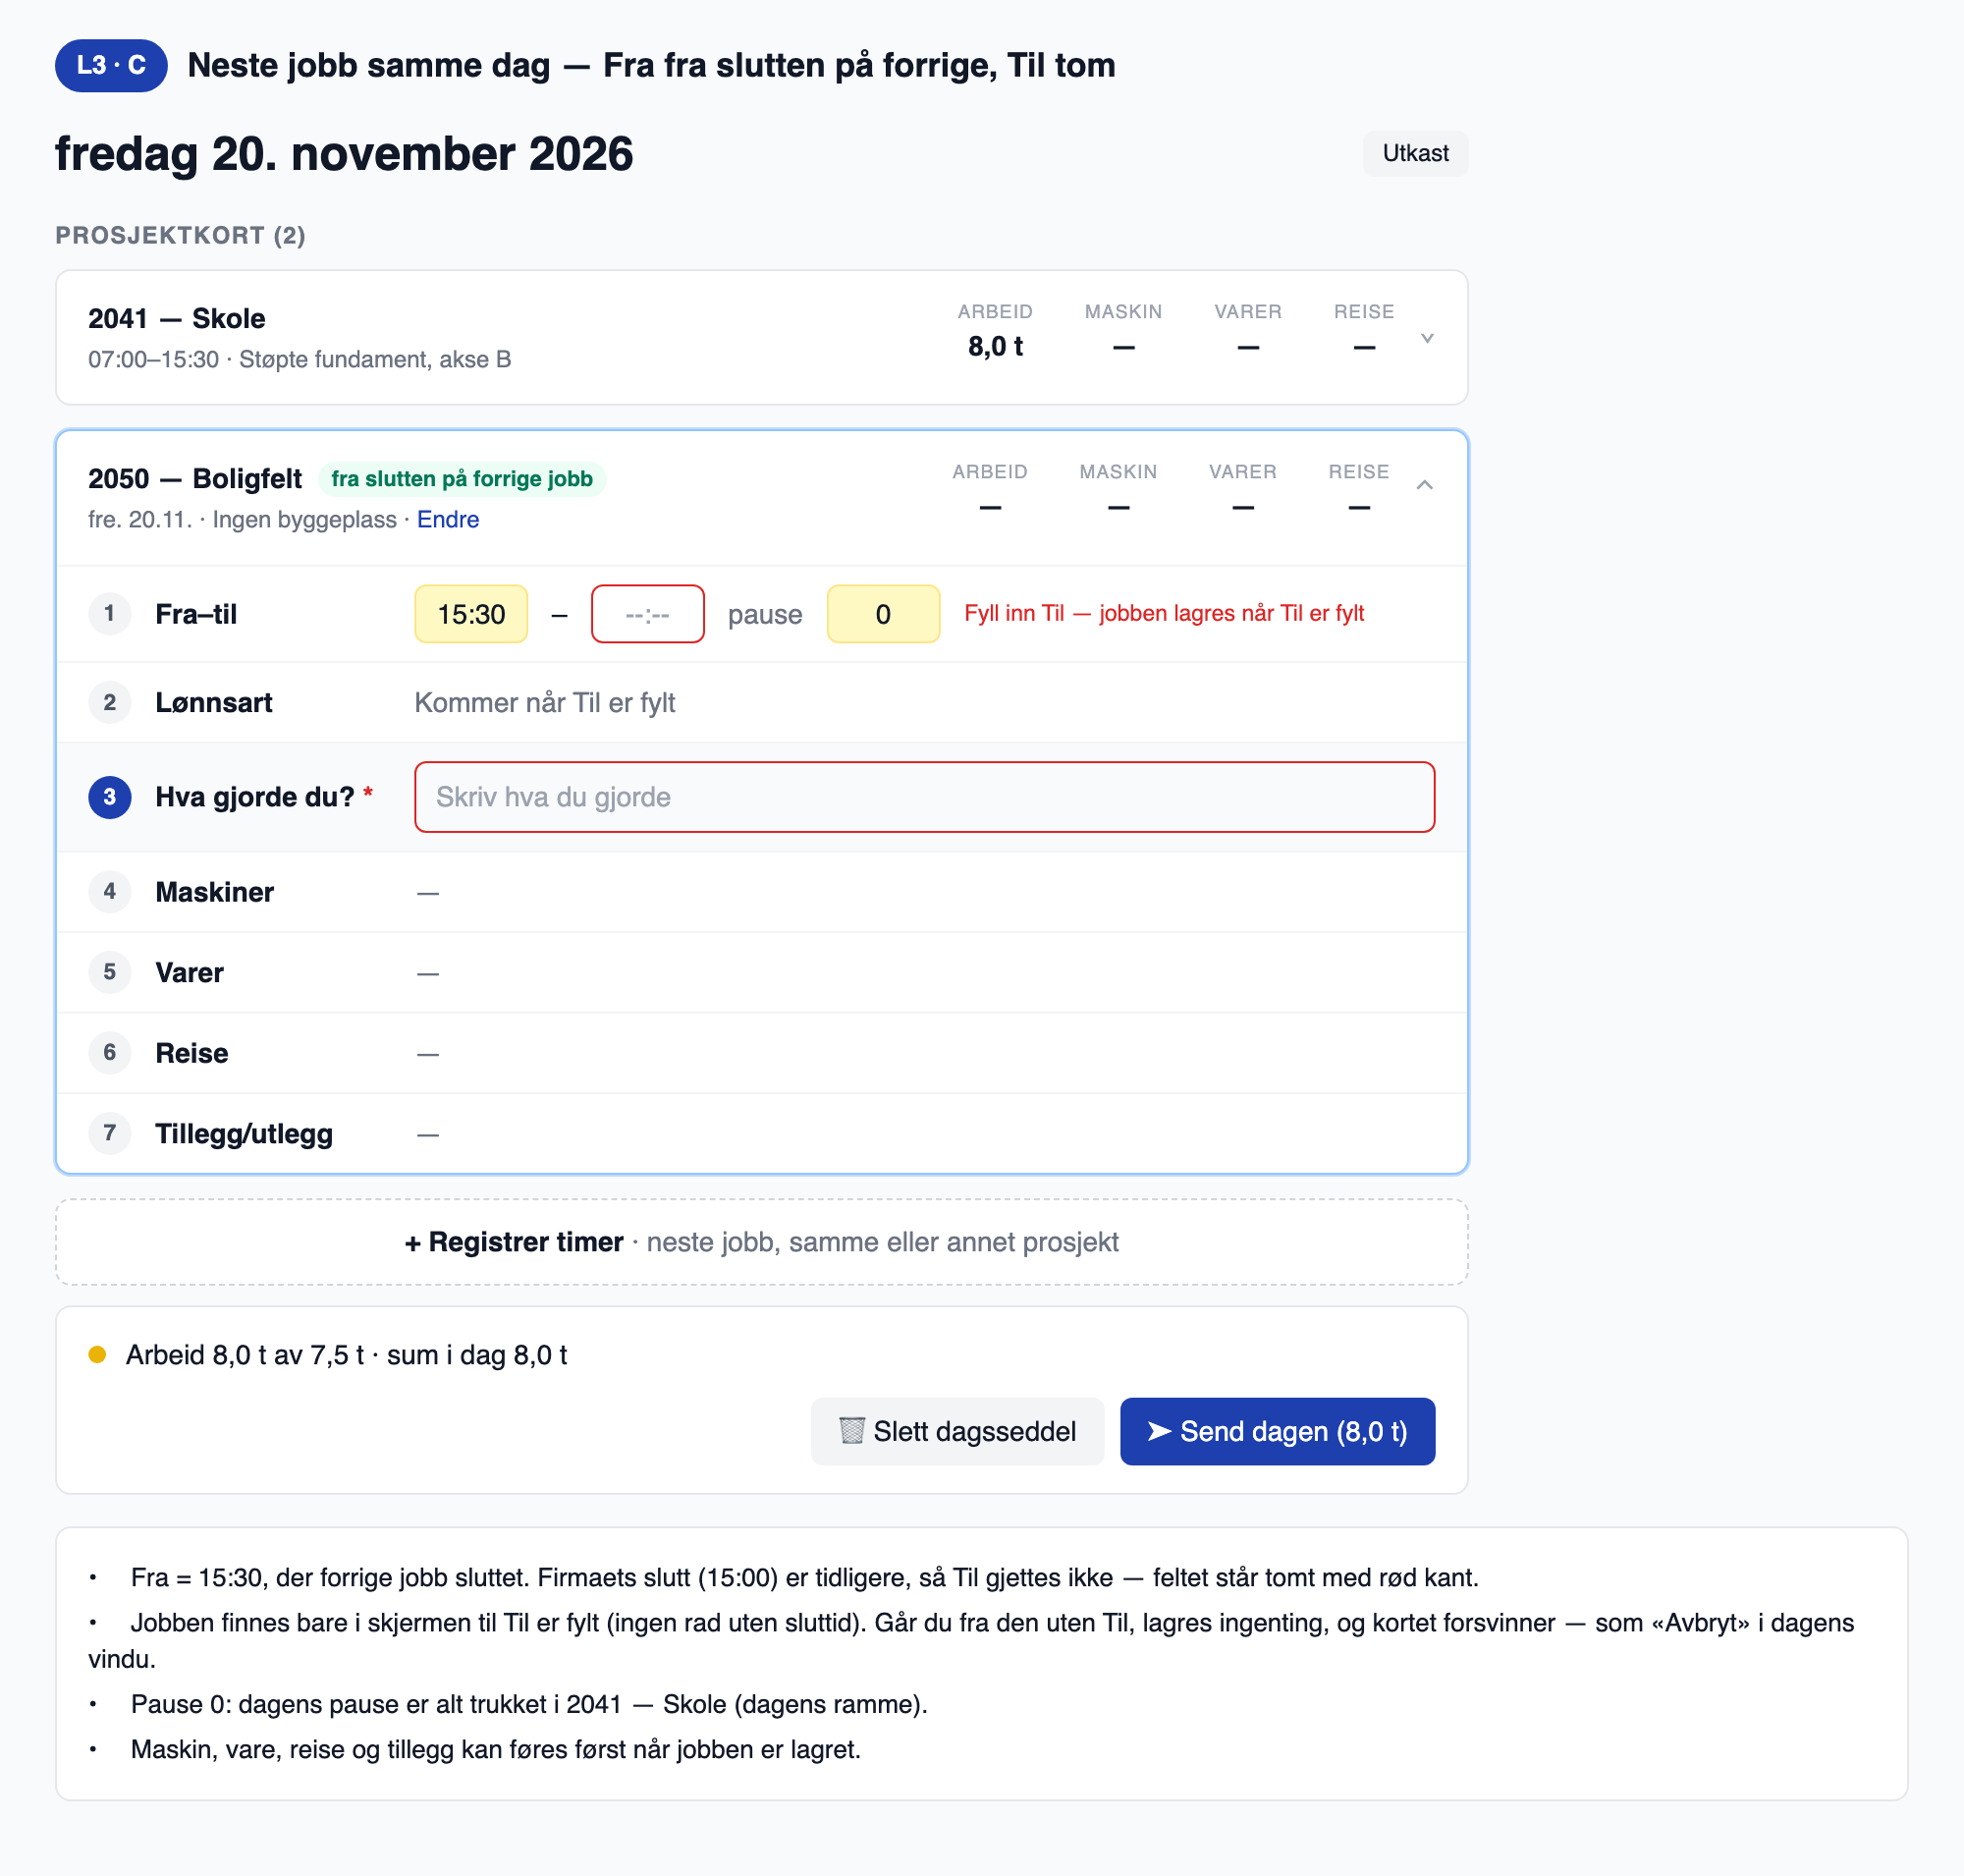 L3 · C Neste jobb samme dag — Fra fra slutten på forrige, Til tom
fredag 20. november 2026
Utkast
PROSJEKTKORT (2)
2041 — Skole
07:00–15:30 · Støpte fundament, akse B
ARBEID MASKIN VARER REISE
8,0 t — — —
2050 — Boligfelt fra slutten på forrige jobb
fre. 20.11. · Ingen byggeplass · Endre
ARBEID MASKIN VARER REISE
— — — —
1 Fra–til 15:30 – --:-- pause 0 Fyll inn Til — jobben lagres når Til er fylt
2 Lønnsart Kommer når Til er fylt
3 Hva gjorde du? * Skriv hva du gjorde
4 Maskiner —
5 Varer —
6 Reise —
7 Tillegg/utlegg —
+ Registrer timer · neste jobb, samme eller annet prosjekt
Arbeid 8,0 t av 7,5 t · sum i dag 8,0 t
🗑️ Slett dagsseddel ➤ Send dagen (8,0 t)
• Fra = 15:30, der forrige jobb sluttet. Firmaets slutt (15:00) er tidligere, så Til gjettes ikke — feltet står tomt med rød kant.
• Jobben finnes bare i skjermen til Til er fylt (ingen rad uten sluttid). Går du fra den uten Til, lagres ingenting, og kortet forsvinner — som «Avbryt» i dagens
vindu.
• Pause 0: dagens pause er alt trukket i 2041 — Skole (dagens ramme).
• Maskin, vare, reise og tillegg kan føres først når jobben er lagret.